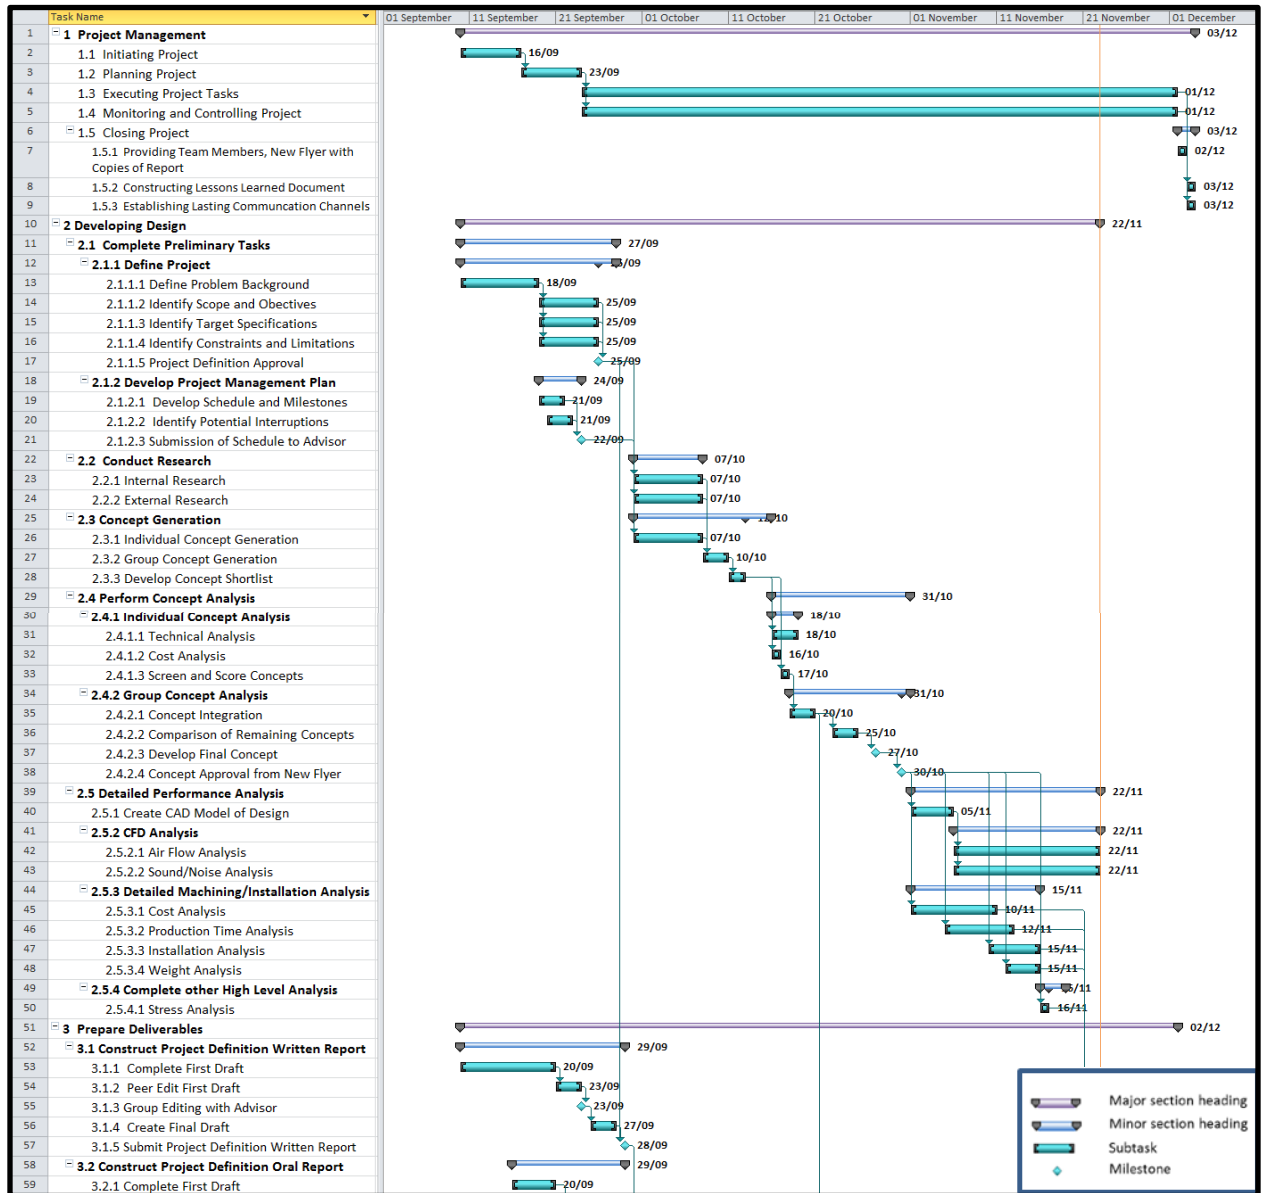 Task Name 01 September 11 September 21 September 01 October 11 October 21 October 01 November 11 November 21 November 01 December
1 1 Project Management 03/12
2 1.1 Initiating Project 16/09
3 1.2 Planning Project 23/09
4 1.3 Executing Project Tasks 01/12
5 1.4 Monitoring and Controlling Project 01/12
6 1.5 Closing Project 03/12
7 1.5.1 Providing Team Members, New Flyer with 02/12
Copies of Report
8 1.5.2 Constructing Lessons Learned Document 03/12
9 1.5.3 Establishing Lasting Communcation Channels 03/12
10 2 Developing Design 22/11
11 2.1 Complete Preliminary Tasks 27/09
12 2.1.1 Define Project /09
13 2.1.1.1 Define Problem Background 18/09
14 2.1.1.2 Identify Scope and Obectives 25/09
15 2.1.1.3 Identify Target Specifications 25/09
16 2.1.1.4 Identify Constraints and Limitations 25/09
17 2.1.1.5 Project Definition Approval 25/09
18 2.1.2 Develop Project Management Plan 24/09
19 2.1.2.1 Develop Schedule and Milestones 21/09
20 2.1.2.2 Identify Potential Interruptions 21/09
21 2.1.2.3 Submission of Schedule to Advisor 22/09
22 2.2 Conduct Research 07/10
23 2.2.1 Internal Research 07/10
24 2.2.2 External Research 07/10
25 2.3 Concept Generation /10
26 2.3.1 Individual Concept Generation 07/10
27 2.3.2 Group Concept Generation 10/10
28 2.3.3 Develop Concept Shortlist
29 2.4 Perform Concept Analysis 31/10
30 2.4.1 Individual Concept Analysis 18/10
31 2.4.1.1 Technical Analysis 18/10
32 2.4.1.2 Cost Analysis 16/10
33 2.4.1.3 Screen and Score Concepts 17/10
34 2.4.2 Group Concept Analysis 31/10
35 2.4.2.1 Concept Integration 20/10
36 2.4.2.2 Comparison of Remaining Concepts 25/10
37 2.4.2.3 Develop Final Concept 27/10
38 2.4.2.4 Concept Approval from New Flyer 30/10
39 2.5 Detailed Performance Analysis 22/11
40 2.5.1 Create CAD Model of Design 05/11
41 2.5.2 CFD Analysis 22/11
42 2.5.2.1 Air Flow Analysis 22/11
43 2.5.2.2 Sound/Noise Analysis 22/11
44 2.5.3 Detailed Machining/Installation Analysis 15/11
45 2.5.3.1 Cost Analysis 10/11
46 2.5.3.2 Production Time Analysis 12/11
47 2.5.3.3 Installation Analysis 15/11
48 2.5.3.4 Weight Analysis 15/11
49 2.5.4 Complete other High Level Analysis /11
50 2.5.4.1 Stress Analysis 16/11
51 3 Prepare Deliverables 02/12
52 3.1 Construct Project Definition Written Report 29/09
53 3.1.1 Complete First Draft 20/09
54 3.1.2 Peer Edit First Draft 23/09
55 3.1.3 Group Editing with Advisor 23/09
56 3.1.4 Create Final Draft 27/09
57 3.1.5 Submit Project Definition Written Report 28/09
58 3.2 Construct Project Definition Oral Report 29/09
59 3.2.1 Complete First Draft 20/09
Major section heading
Minor section heading
Subtask
Milestone